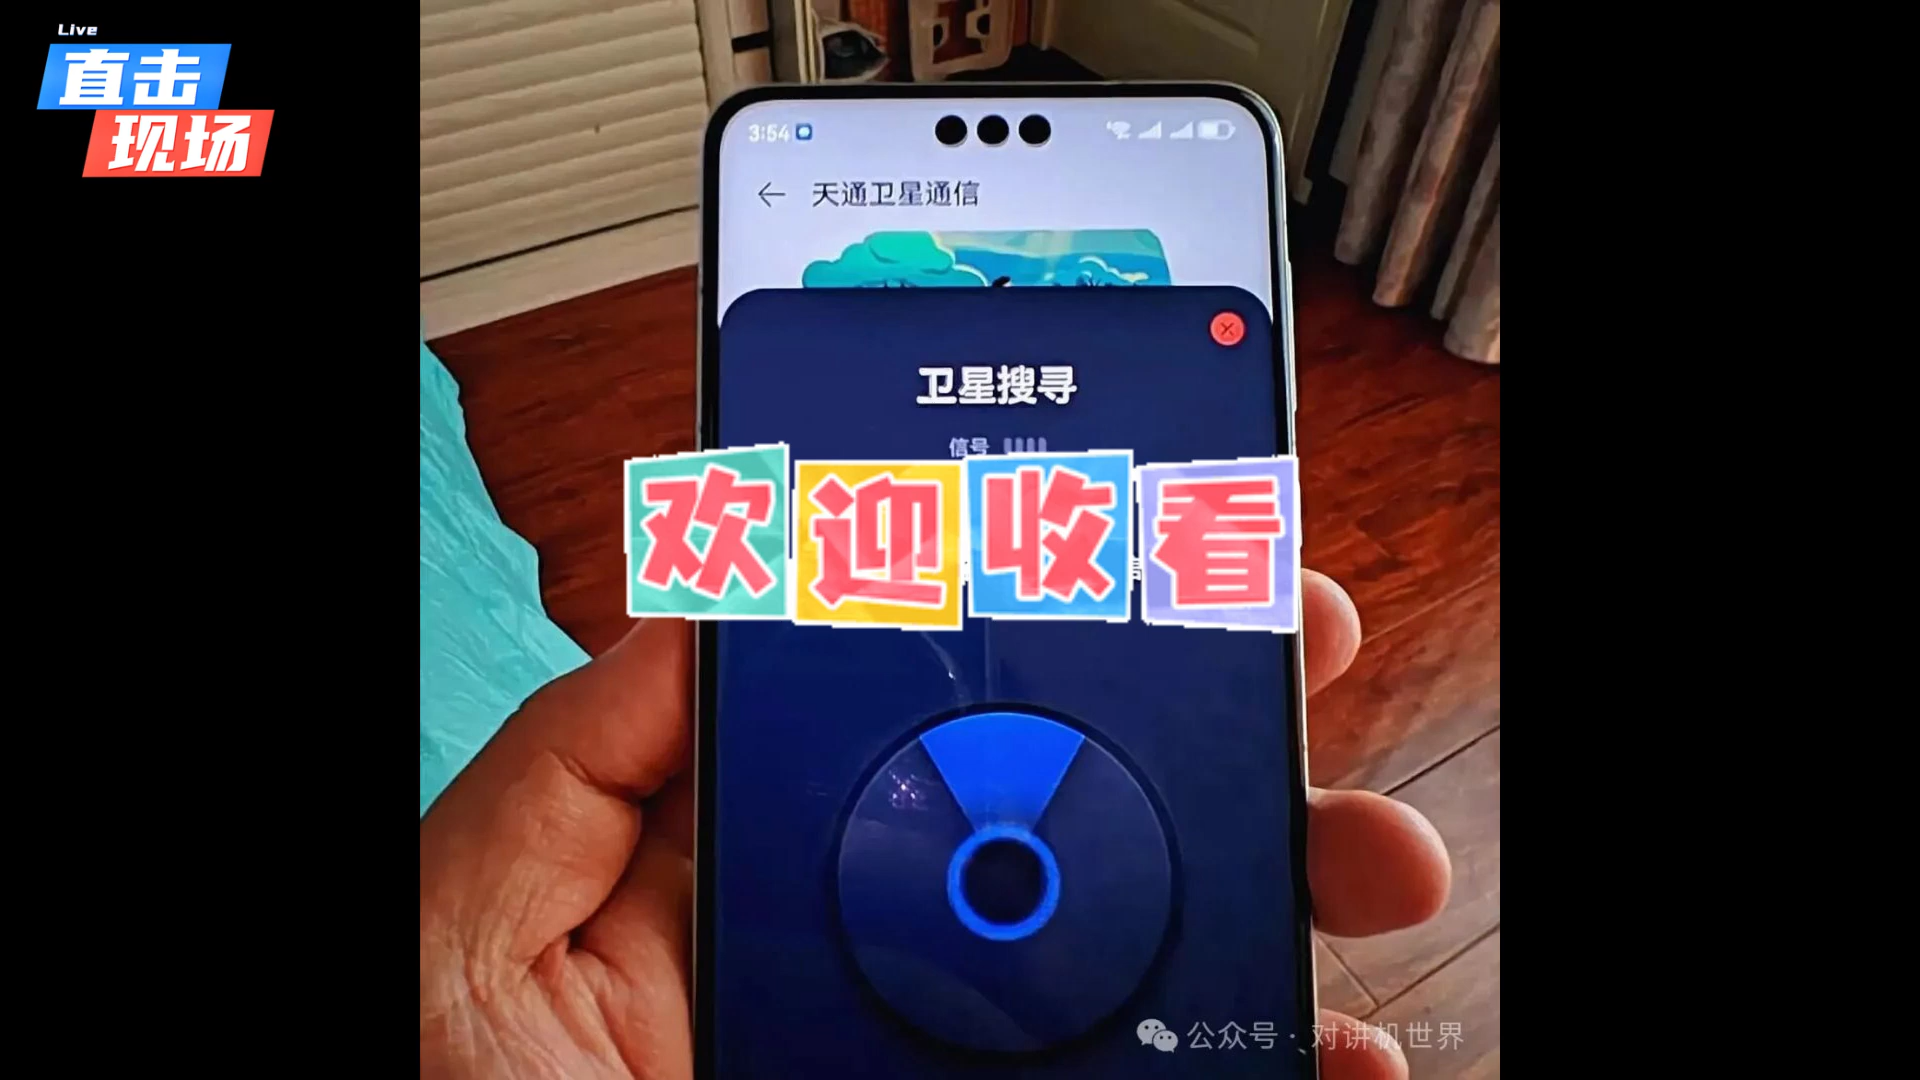 Live
直击
现场
3:54
天通卫星通信
卫星搜寻
信号
欢迎收看
公众号·对讲机世界